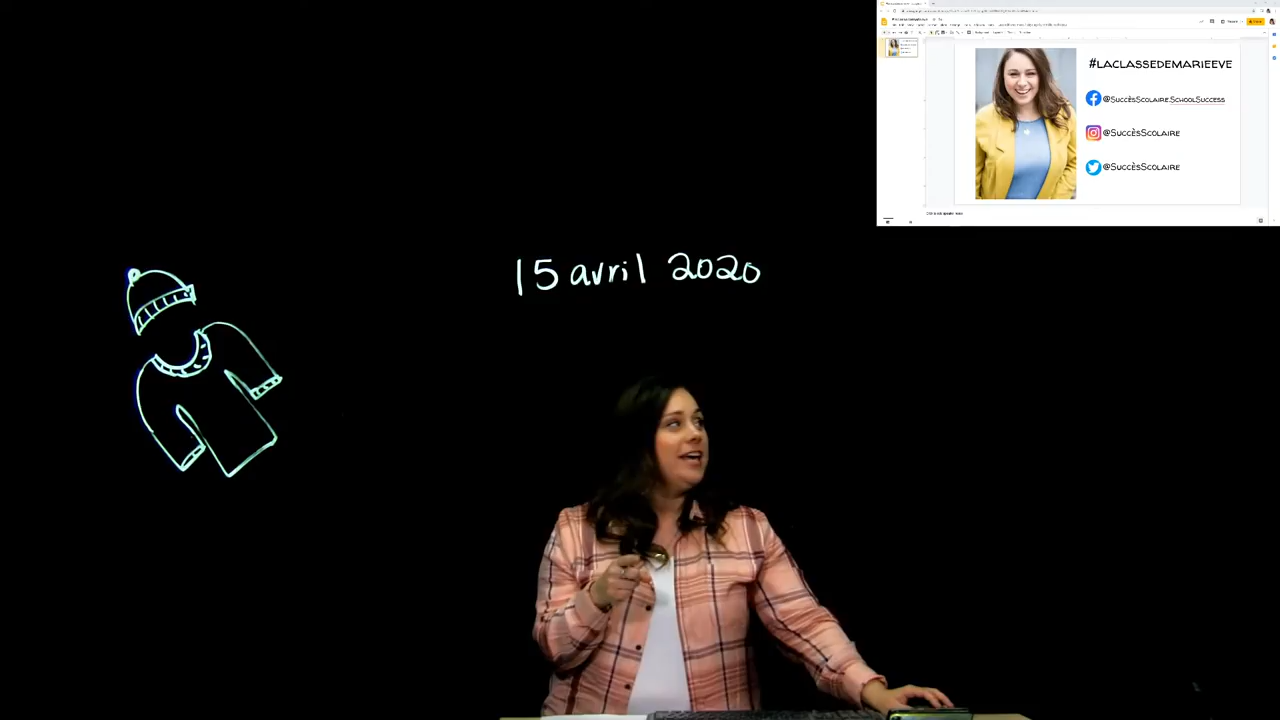 #LACLASSEDEMARIEEVE
@SUCCÈSSCOLAIRE.SCHOOLSUCCESS
@SUCCÈSSCOLAIRE
@SUCCÈSSCOLAIRE
15 avril 2020